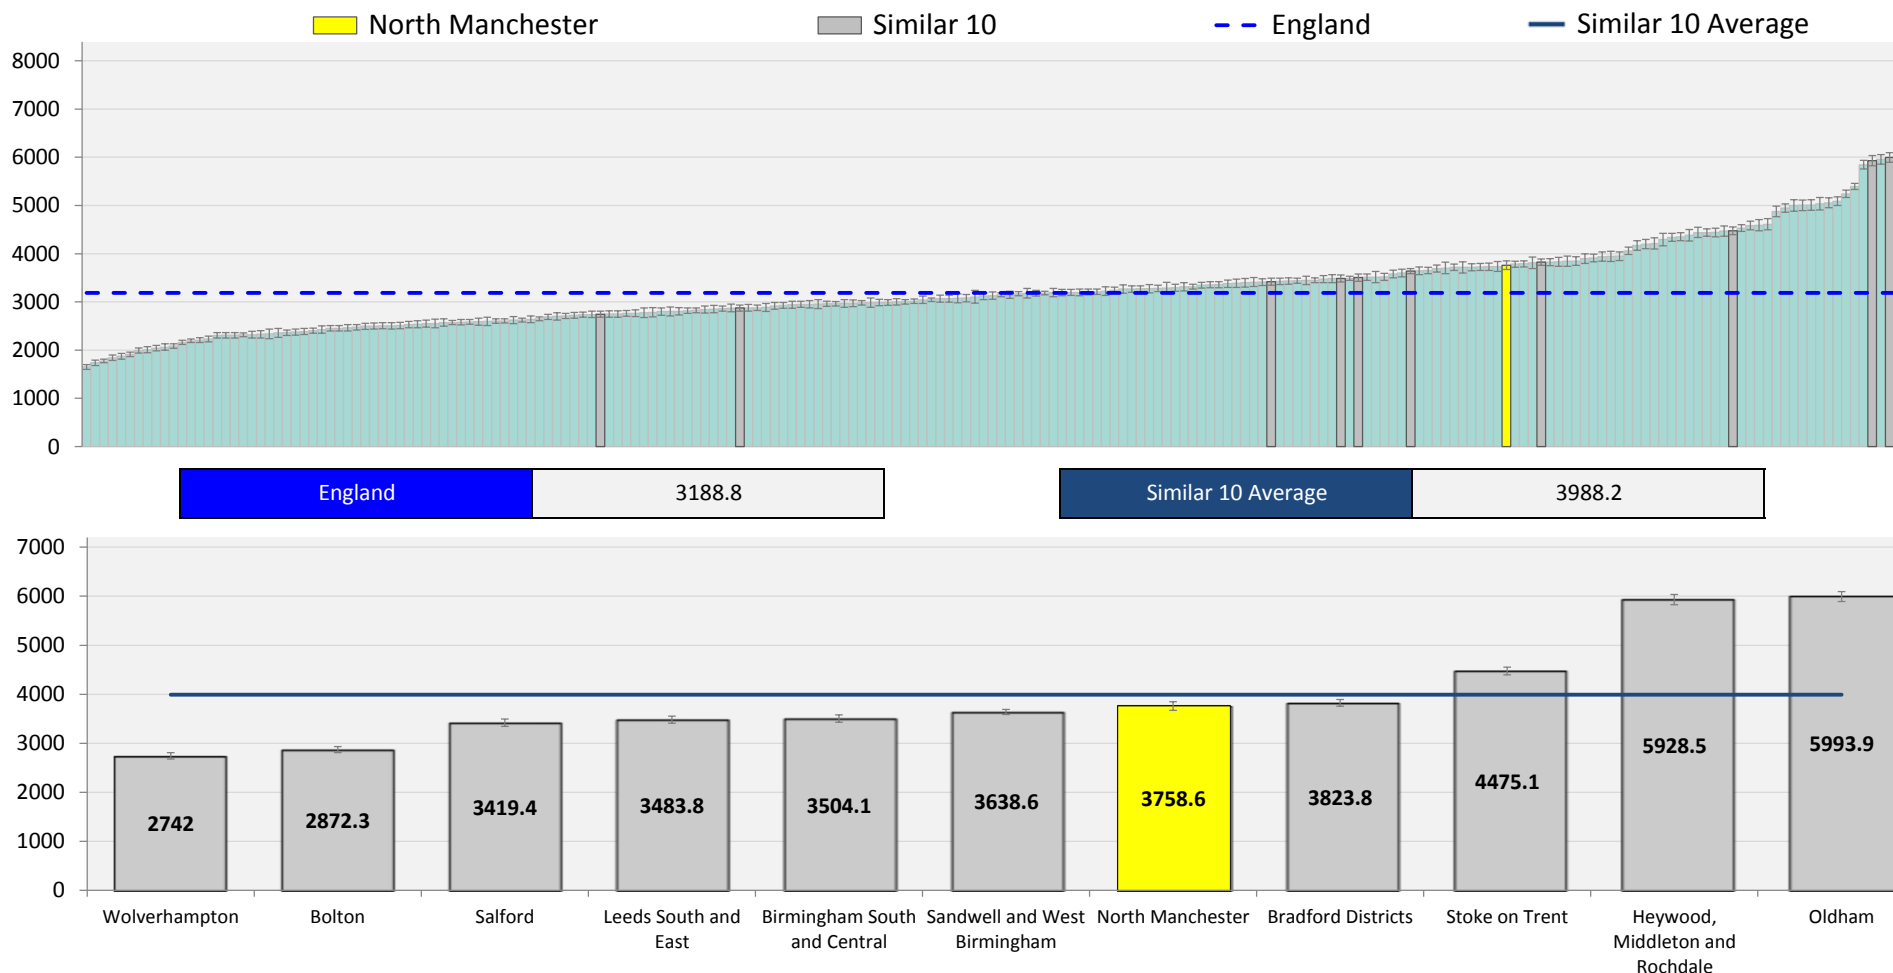 North Manchester
Similar 10
England
Similar 10 Average
8000
7000
6000
5000
4000
3000
2000
1000
0
England
3188.8
Similar 10 Average
3988.2
7000
6000
5000
4000
3000
2000
1000
0
2742
2872.3
3419.4
3483.8
3504.1
3638.6
3758.6
3823.8
4475.1
5928.5
5993.9
Wolverhampton
Bolton
Salford
Leeds South and
East
Birmingham South
and Central
Sandwell and West
Birmingham
North Manchester
Bradford Districts
Stoke on Trent
Heywood,
Middleton and
Rochdale
Oldham